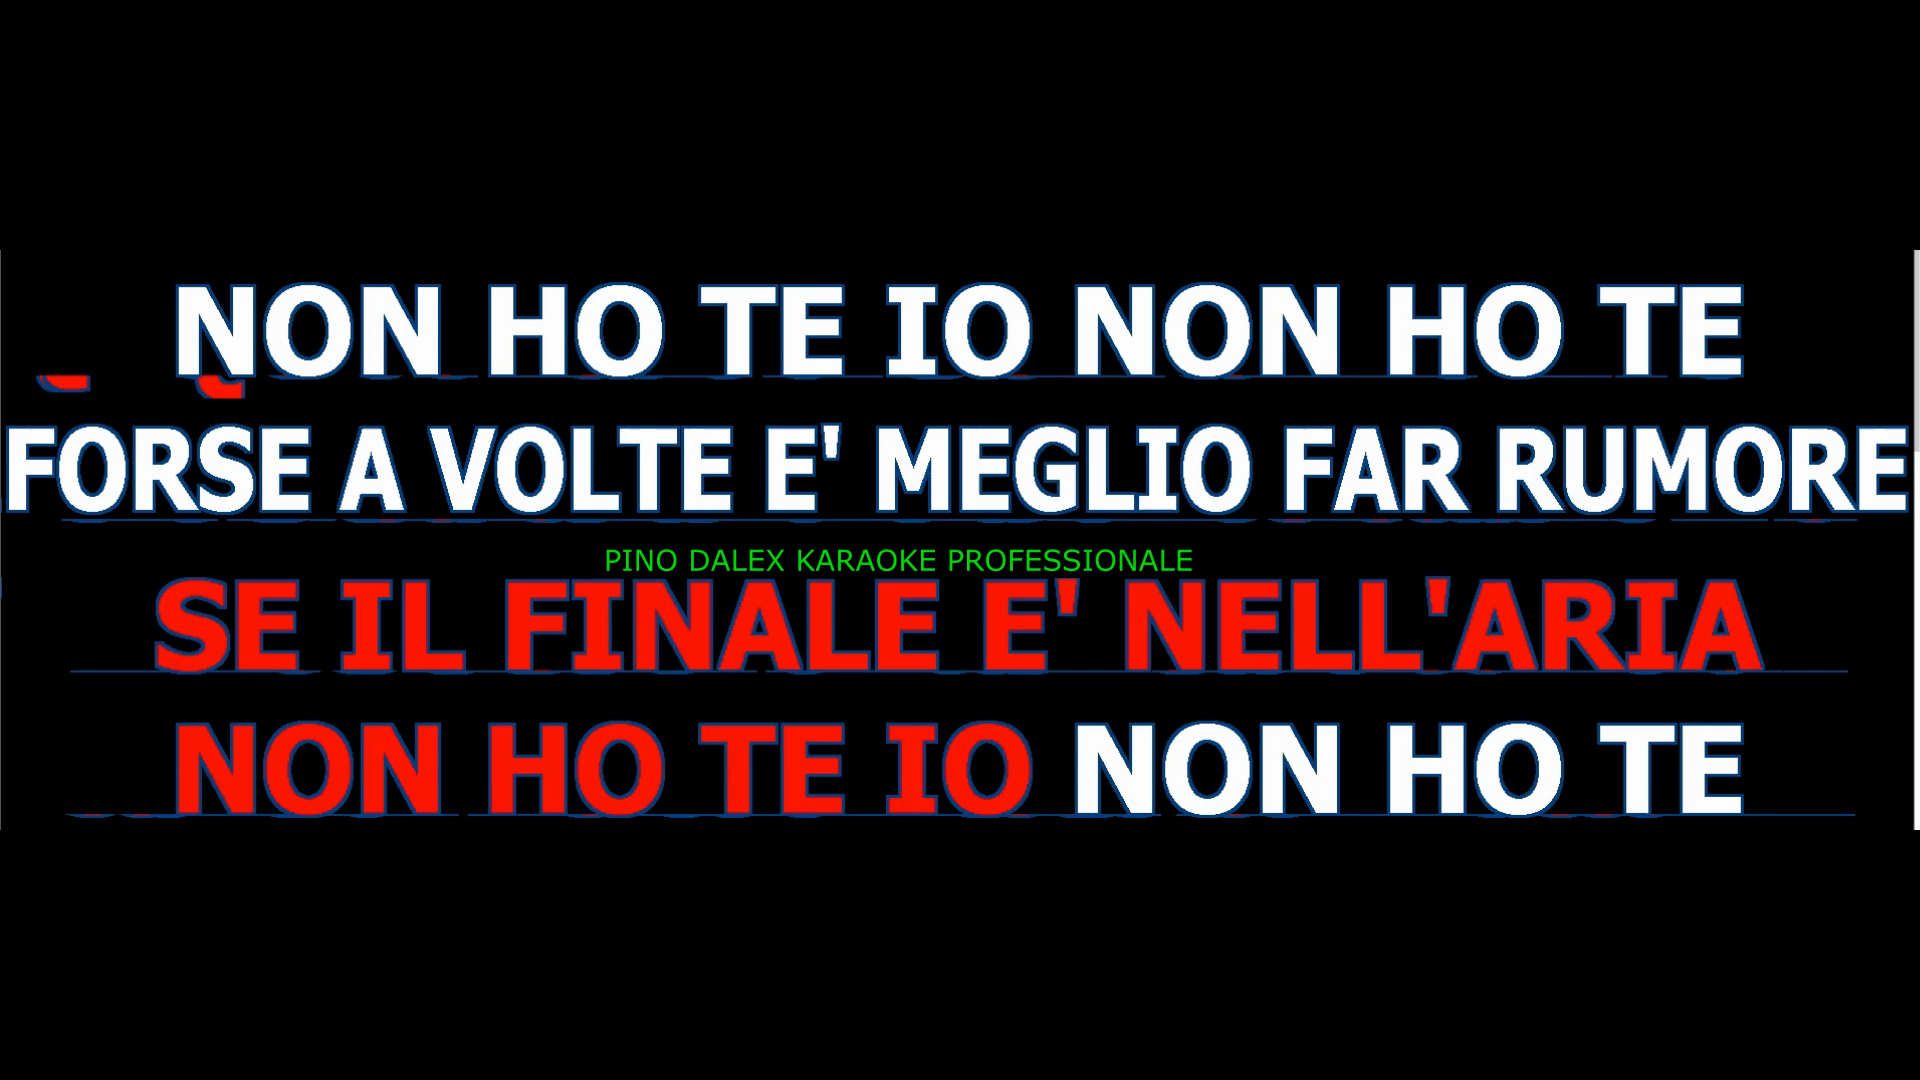 NON HO TE IO NON HO TE
FORSE A VOLTE E' MEGLIO FAR RUMORE
PINO DALEX KARAOKE PROFESSIONALE
SE IL FINALE E' NELL'ARIA
NON HO TE IO NON HO TE